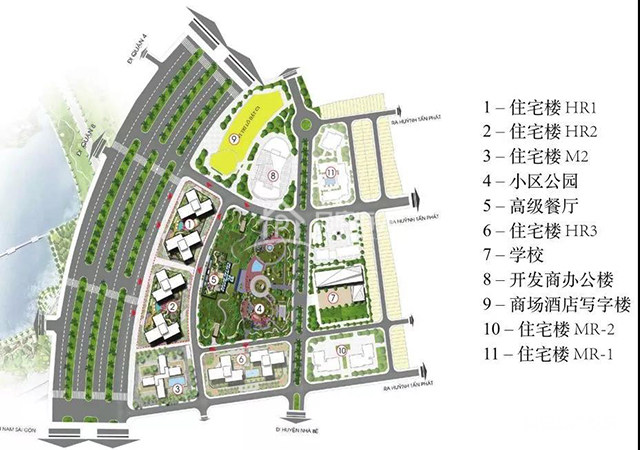 ĐI QUẬN 4
ĐI QUẬN 8
RA HUỲNH TẤN PHÁT
RA HUỲNH TẤN PHÁT
RA HUỲNH TẤN PHÁT
NAM SÀI GÒN
ĐI HUYỆN NHÀ BÈ
9
8
11
1
5
4
7
2
6
10
3
1 – 住宅楼 HR1
2 – 住宅楼 HR2
3 – 住宅楼 M2
4 – 小区公园
5 – 高级餐厅
6 – 住宅楼 HR3
7 – 学校
8 – 开发商办公楼
9 – 商场酒店写字楼
10 – 住宅楼 MR-2
11 – 住宅楼 MR-1